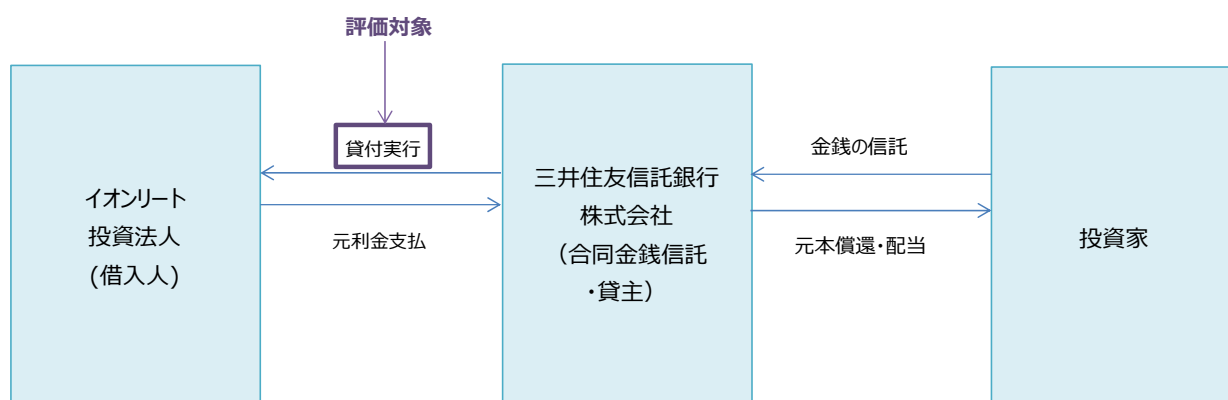 評価対象
貸付実行
元利金支払
イオンリート
投資法人
(借入人)
三井住友信託銀行
株式会社
（合同金銭信託
・貸主）
金銭の信託
元本償還・配当
投資家